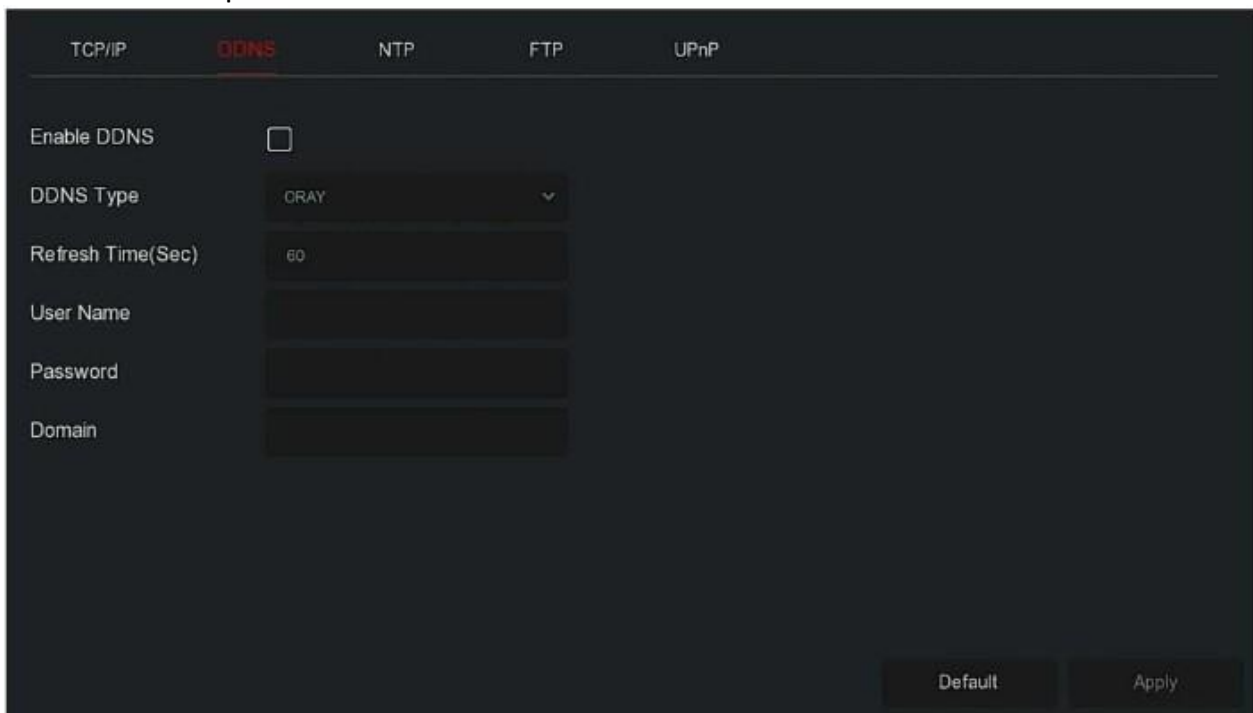 TCP/IP DDNS NTP FTP UPnP
Enable DDNS
DDNS Type ORAY
Refresh Time(Sec) 60
User Name
Password
Domain
Default Apply